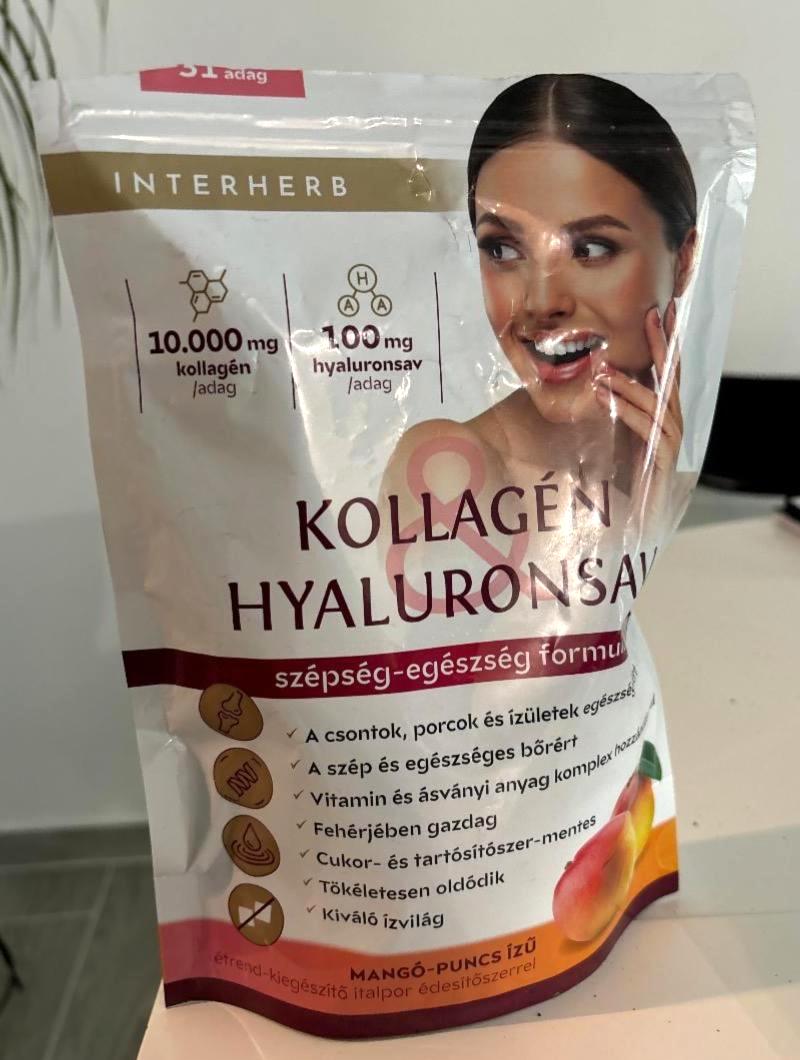 31 adag
INTERHERB
H
A A
10.000 mg
kollagén
/adag
100 mg
hyaluronsav
/adag
&
KOLLAGÉN
HYALURONSAV
szépség-egészség
✓ A csontok, porcok és ízületek
✓ A szép és egészséges bőrért
✓ Vitamin és ásványi anyag komplex
✓ Fehérjében gazdag
✓ Cukor- és tartósítószer-mentes
✓ Tökéletesen oldódik
✓ Kiváló ízvilág
MANGÓ-PUNCS ÍZŰ
étrend-kiegészítő italpor édesítőszerrel